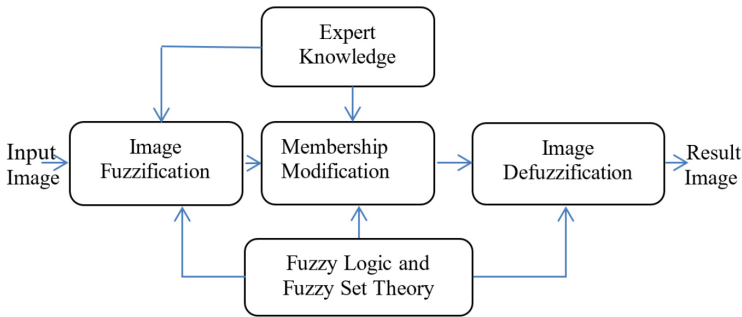 Expert
Knowledge
Input
Image
Image
Fuzzification
Membership
Modification
Image
Defuzzification
Result
Image
Fuzzy Logic and
Fuzzy Set Theory